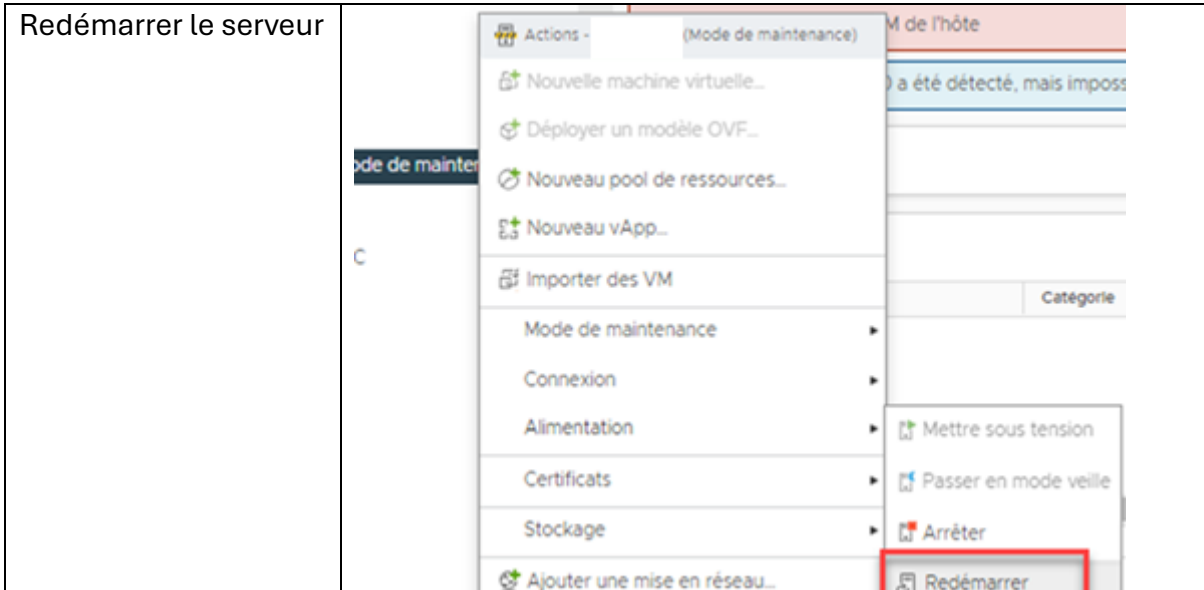 Redémarrer le serveur
Actions - (Mode de maintenance)
M de l'hôte
Nouvelle machine virtuelle...
a été détecté, mais imposs
Déployer un modèle OVF...
ode de mainten
Nouveau pool de ressources...
Nouveau vApp...
C
Importer des VM
Catégorie
Mode de maintenance
Connexion
Alimentation
Mettre sous tension
Certificats
Passer en mode veille
Stockage
Arrêter
Ajouter une mise en réseau...
Redémarrer